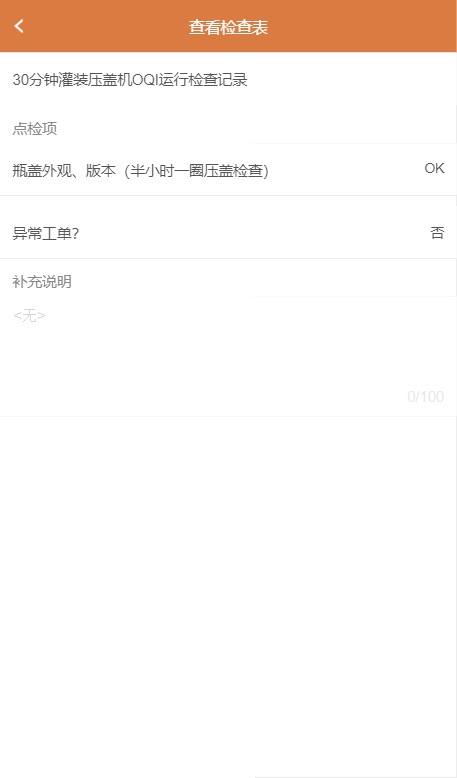 查看检查表
30分钟灌装压盖机OQI运行检查记录
点检项
瓶盖外观、版本（半小时一圈压盖检查） OK
异常工单? 否
补充说明
<无>
0/100